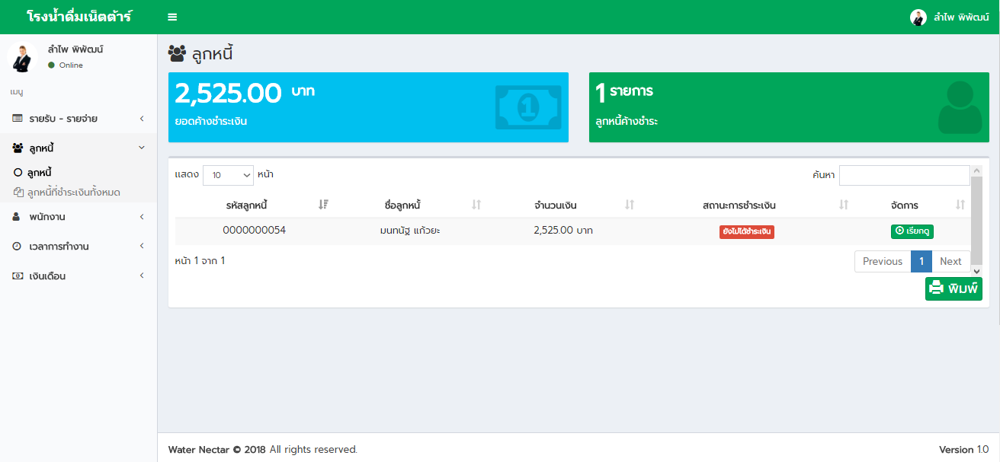 โรงน้ำดื่มเน็ตต้าร์
ลำไพ พิพัฒน์
ลำไพ พิพัฒน์
Online
เมนู
รายรับ - รายจ่าย
ลูกหนี้
ลูกหนี้
ลูกหนี้ที่ชำระเงินทั้งหมด
พนักงาน
เวลาการทำงาน
เงินเดือน
ลูกหนี้
2,525.00 บาท
ยอดค้างชำระเงิน
1 รายการ
ลูกหนี้ค้างชำระ
แสดง 10 หน้า
ค้นหา
รหัสลูกหนี้ ชื่อลูกหนี้ จำนวนเงิน สถานะการชำระเงิน จัดการ
0000000054 มนทนัฐ แก้วยะ 2,525.00 บาท ยังไม่ได้ชำระเงิน เรียกดู
หน้า 1 จาก 1
Previous 1 Next
พิมพ์
Water Nectar © 2018 All rights reserved.
Version 1.0